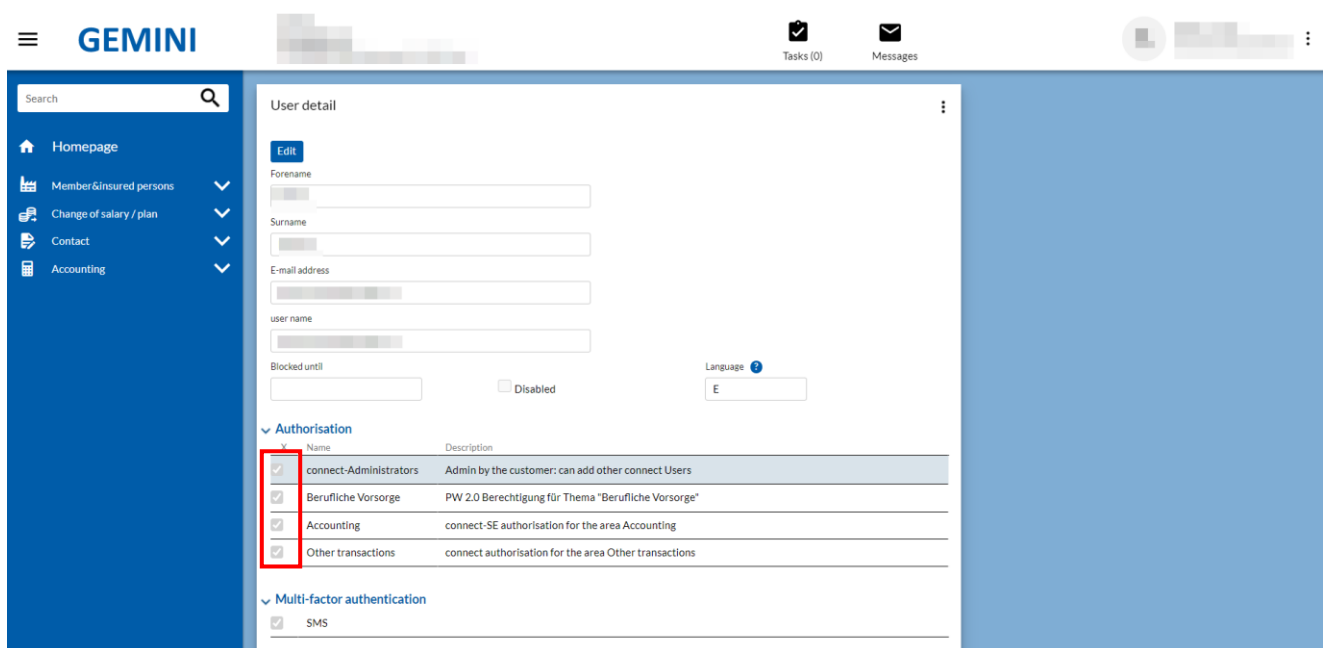 GEMINI
Tasks (0)
Messages
Search
Homepage
Member&insured persons
Change of salary / plan
Contact
Accounting
User detail
Edit
Forename
Surname
E-mail address
user name
Blocked until
Disabled
Language ?
E
Authorisation
X Name Description
connect-Administrators Admin by the customer: can add other connect Users
Berufliche Vorsorge PW 2.0 Berechtigung für Thema "Berufliche Vorsorge"
Accounting connect-SE authorisation for the area Accounting
Other transactions connect authorisation for the area Other transactions
Multi-factor authentication
SMS